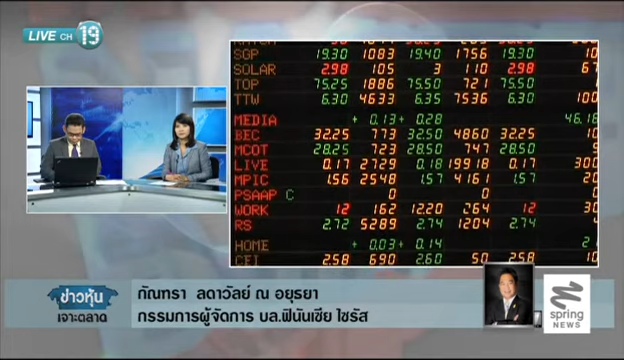 LIVE CH 19
SGP 19.30 1083 19.40 1756 19.30
SOLAR 2.98 105 3 110 2.98
TOP 75.25 1886 75.50 721 75.50
TTW 6.30 4633 6.35 7536 6.30
MEDIA + 0.13 + 0.28
BEC 32.25 773 32.50 4860 32.25
MCOT 28.25 723 28.50 747 28.50
LIVE 0.17 2729 0.18 19918 0.17
MPIC 1.56 2548 1.57 4161 1.57
PSAAP C 0 0 0
WORK 12 162 12.20 264 12
RS 2.72 5289 2.74 1204 2.74
HOME + 0.03 + 0.14
CEI 2.58 690 2.60 50 2.58
ข่าวหุ้น
เจาะตลาด
กัณฑรา ลดาวัลย์ ณ อยุธยา
กรรมการผู้จัดการ บล.ฟินันเซีย ไซรัส
spring
NEWS